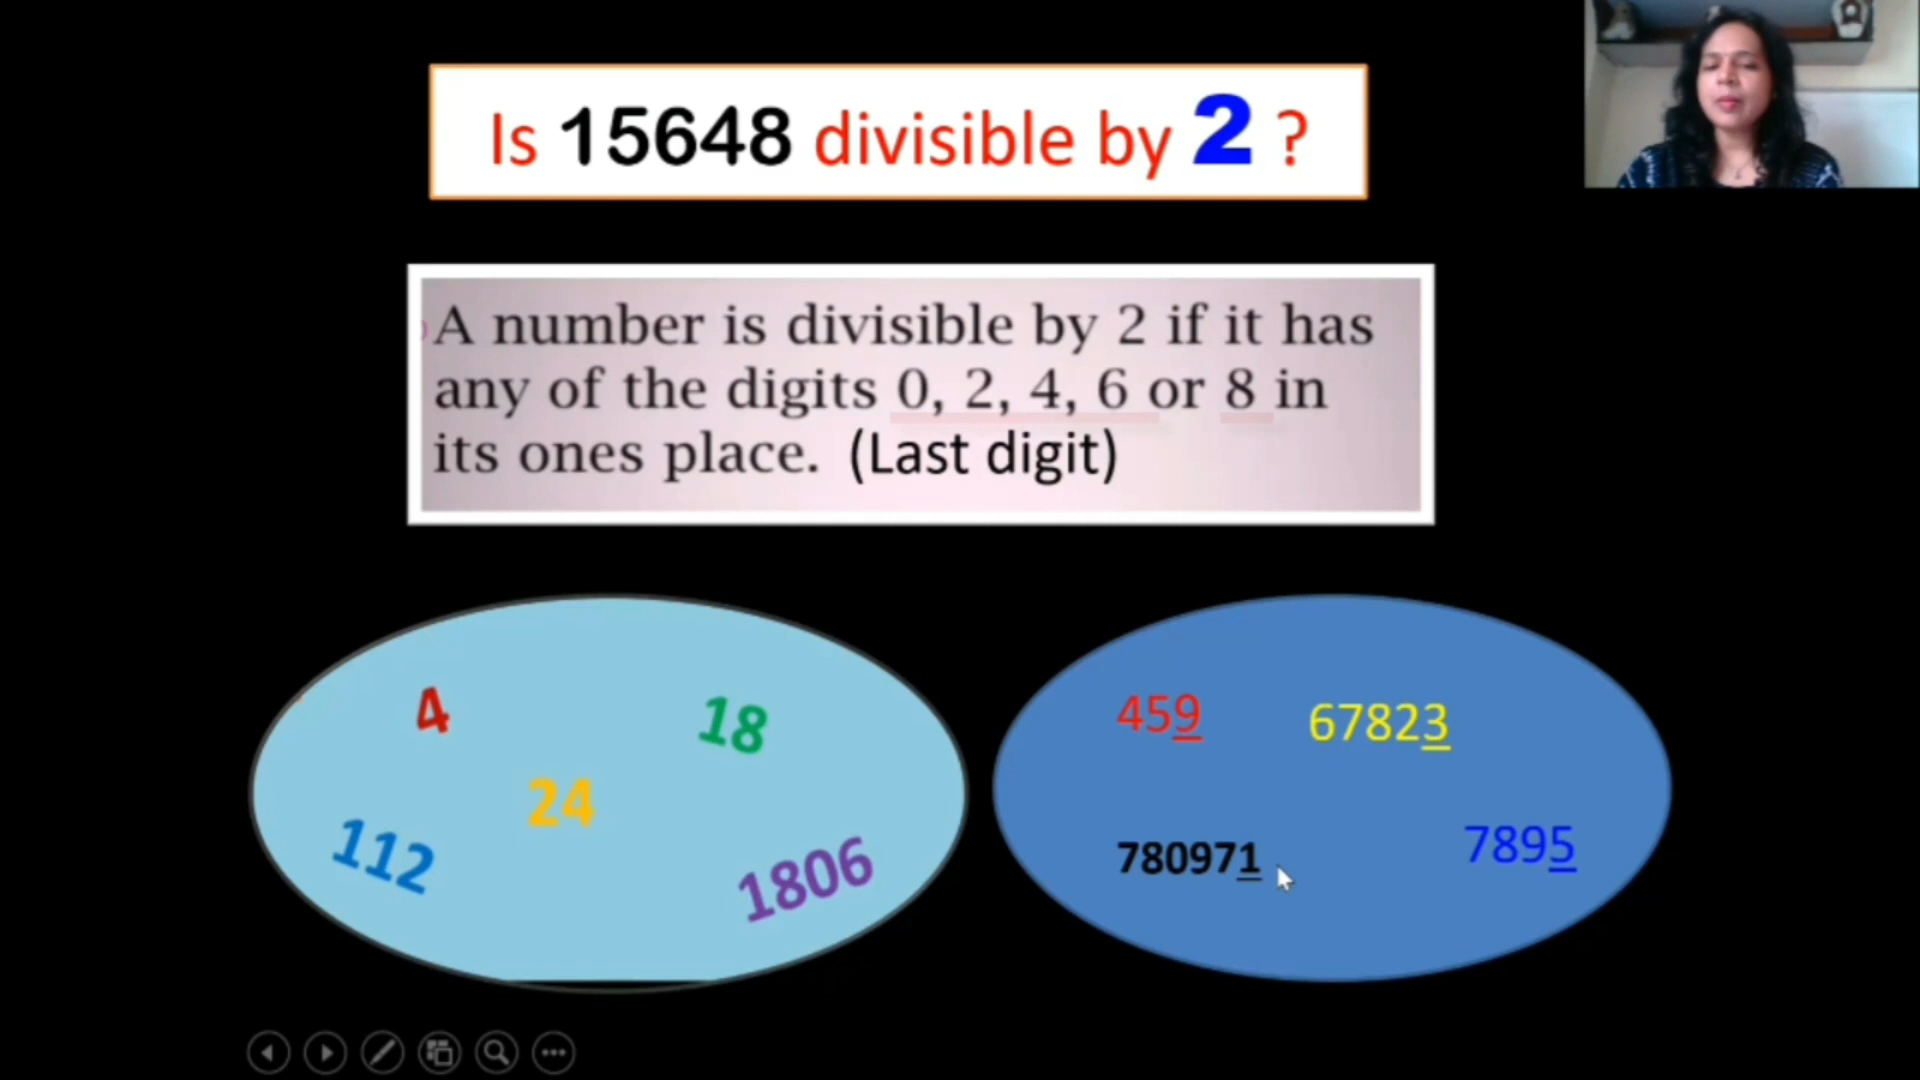 Is 15648 divisible by 2 ?
A number is divisible by 2 if it has
any of the digits 0, 2, 4, 6 or 8 in
its ones place. (Last digit)
4
18
24
112
1806
459
67823
780971
7895